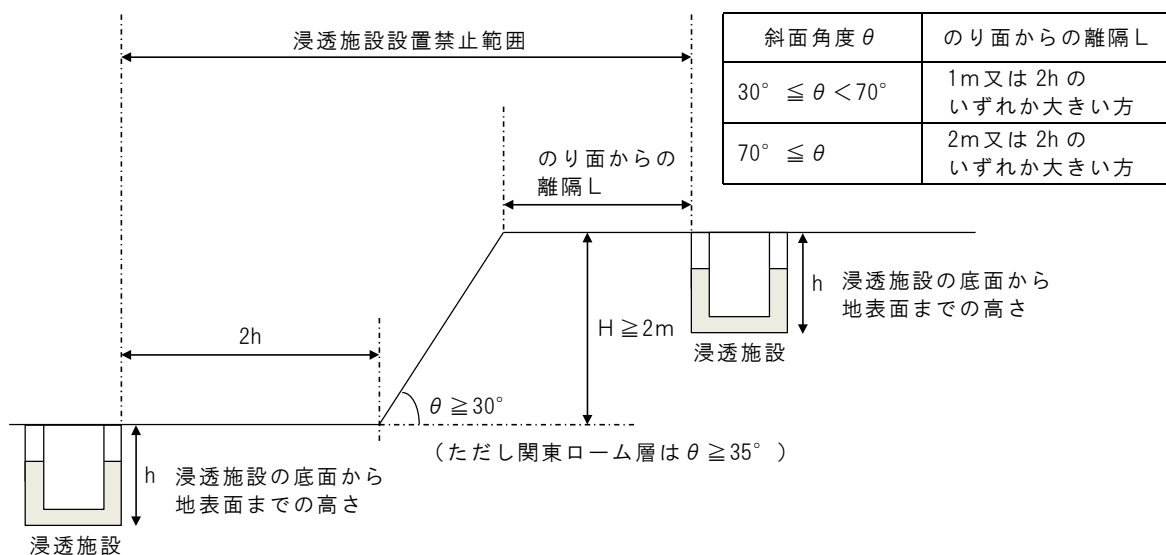 浸透施設設置禁止範囲
斜面角度θ
のり面からの離隔L
30° ≦θ<70°
1m又は2hの
いずれか大きい方
70° ≦θ
2m又は2hの
いずれか大きい方
のり面からの
離隔L
2h
H≧2m
h
浸透施設の底面から
地表面までの高さ
浸透施設
θ≧30°
（ただし関東ローム層はθ≧35°）
h
浸透施設の底面から
地表面までの高さ
浸透施設